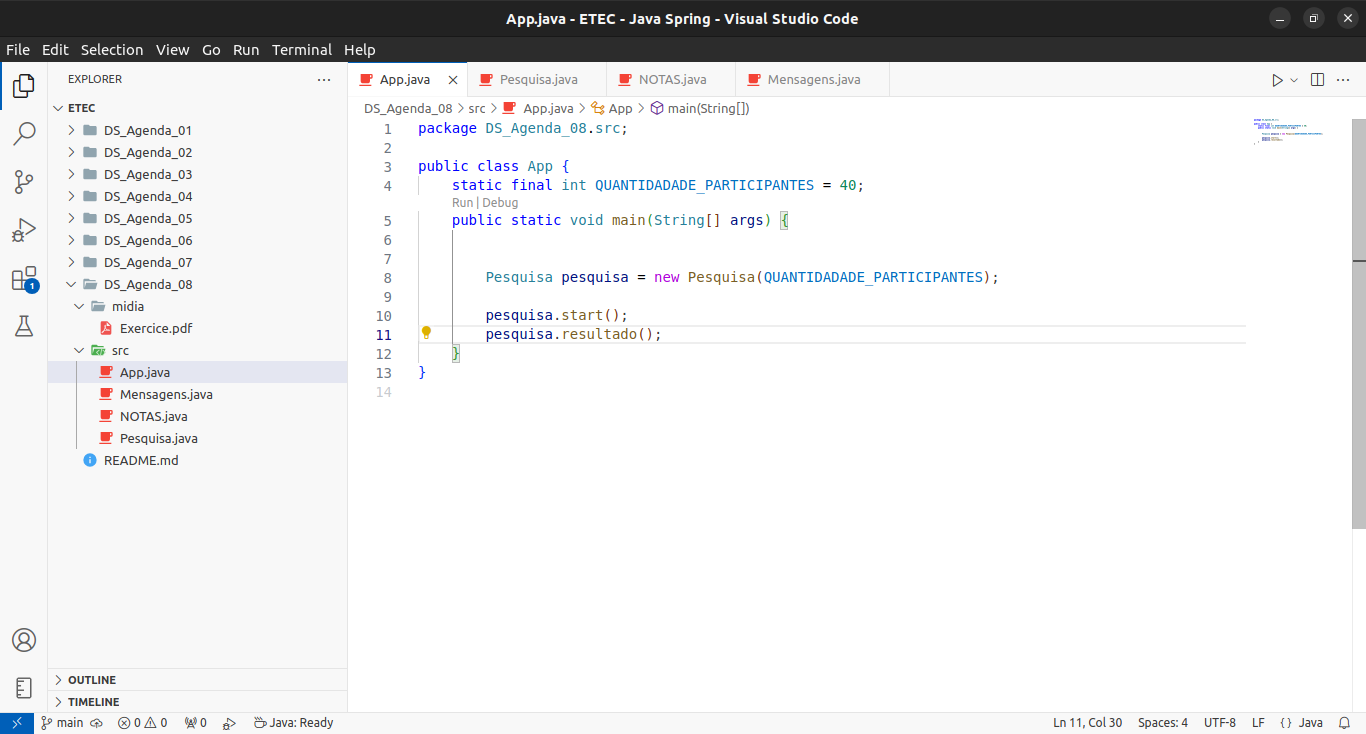 App.java - ETEC - Java Spring - Visual Studio Code
File Edit Selection View Go Run Terminal Help
EXPLORER
ETEC
DS_Agenda_01
DS_Agenda_02
DS_Agenda_03
DS_Agenda_04
DS_Agenda_05
DS_Agenda_06
DS_Agenda_07
DS_Agenda_08
midia
Exercice.pdf
src
App.java
Mensagens.java
NOTAS.java
Pesquisa.java
README.md
OUTLINE
TIMELINE
1
App.java Pesquisa.java NOTAS.java Mensagens.java
DS_Agenda_08 > src > App.java > App > main(String[])
1 package DS_Agenda_08.src;
2
3 public class App {
4 static final int QUANTIDADADE_PARTICIPANTES = 40;
Run | Debug
5 public static void main(String[] args) {
6
7
8 Pesquisa pesquisa = new Pesquisa(QUANTIDADADE_PARTICIPANTES);
9
10 pesquisa.start();
11 pesquisa.resultado();
12 }
13 }
14
main 0 0 0 Java: Ready Ln 11, Col 30 Spaces: 4 UTF-8 LF {} Java